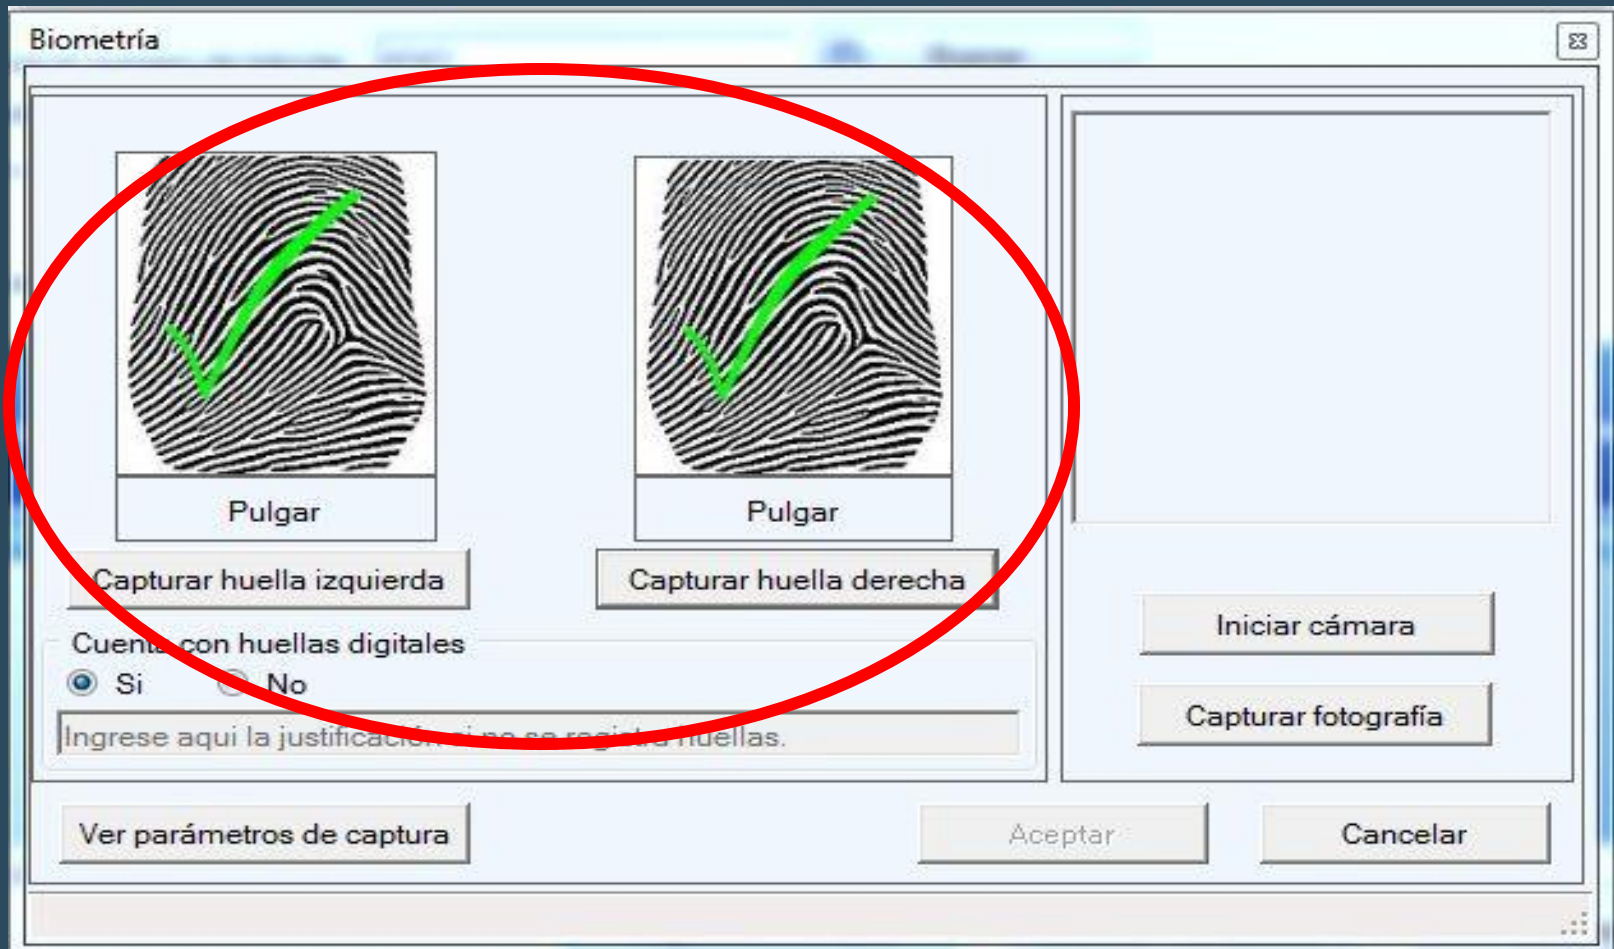 Biometría
Pulgar
Pulgar
Capturar huella izquierda
Capturar huella derecha
Cuenta con huellas digitales
Si
No
Ingrese aqui la justificación si no se registra huellas.
Iniciar cámara
Capturar fotografía
Ver parámetros de captura
Aceptar
Cancelar